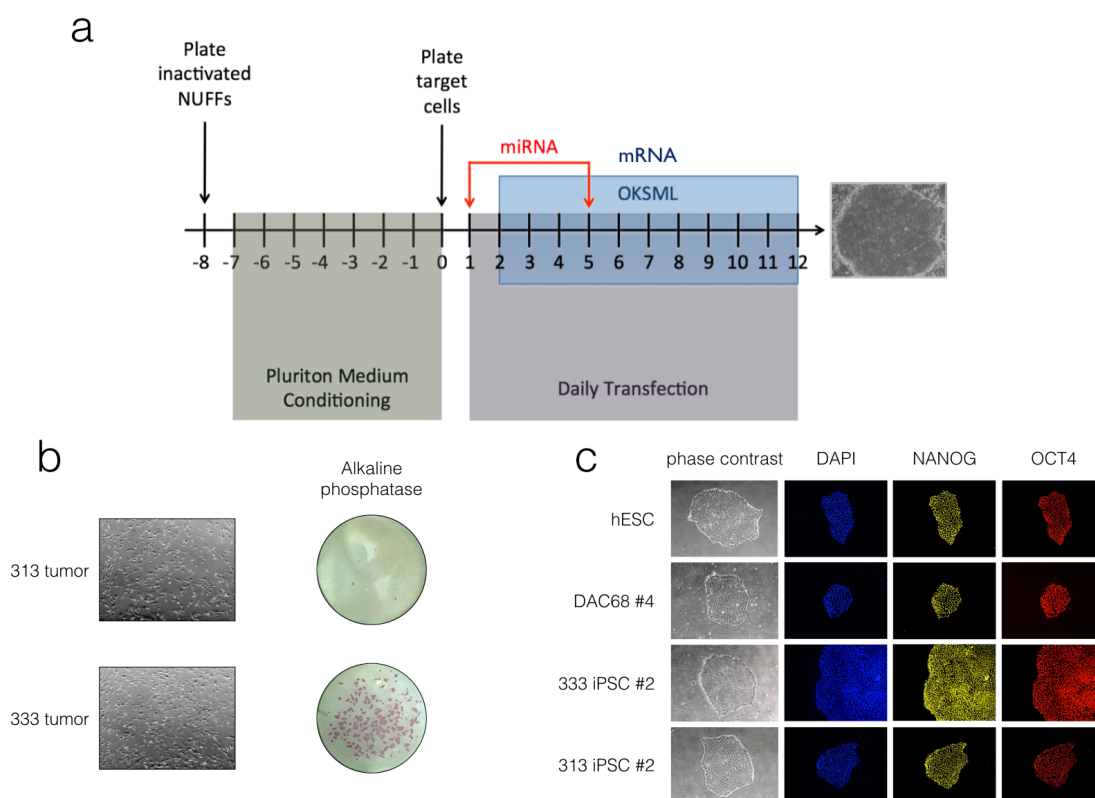 a
Plate
inactivated
NUFFs
Plate
target
cells
miRNA
mRNA
OKSML
-8 -7 -6 -5 -4 -3 -2 -1 0 1 2 3 4 5 6 7 8 9 10 11 12
Pluriton Medium
Conditioning
Daily Transfection
b
Alkaline
phosphatase
313 tumor
333 tumor
c
phase contrast DAPI NANOG OCT4
hESC
DAC68 #4
333 iPSC #2
313 iPSC #2